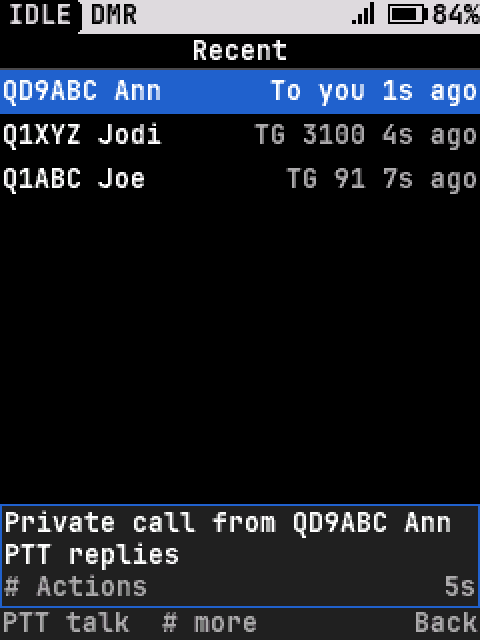 IDLE DMR 84%
Recent
QD9ABC Ann To you 1s ago
Q1XYZ Jodi TG 3100 4s ago
Q1ABC Joe TG 91 7s ago
Private call from QD9ABC Ann
PTT replies
# Actions 5s
PTT talk # more Back